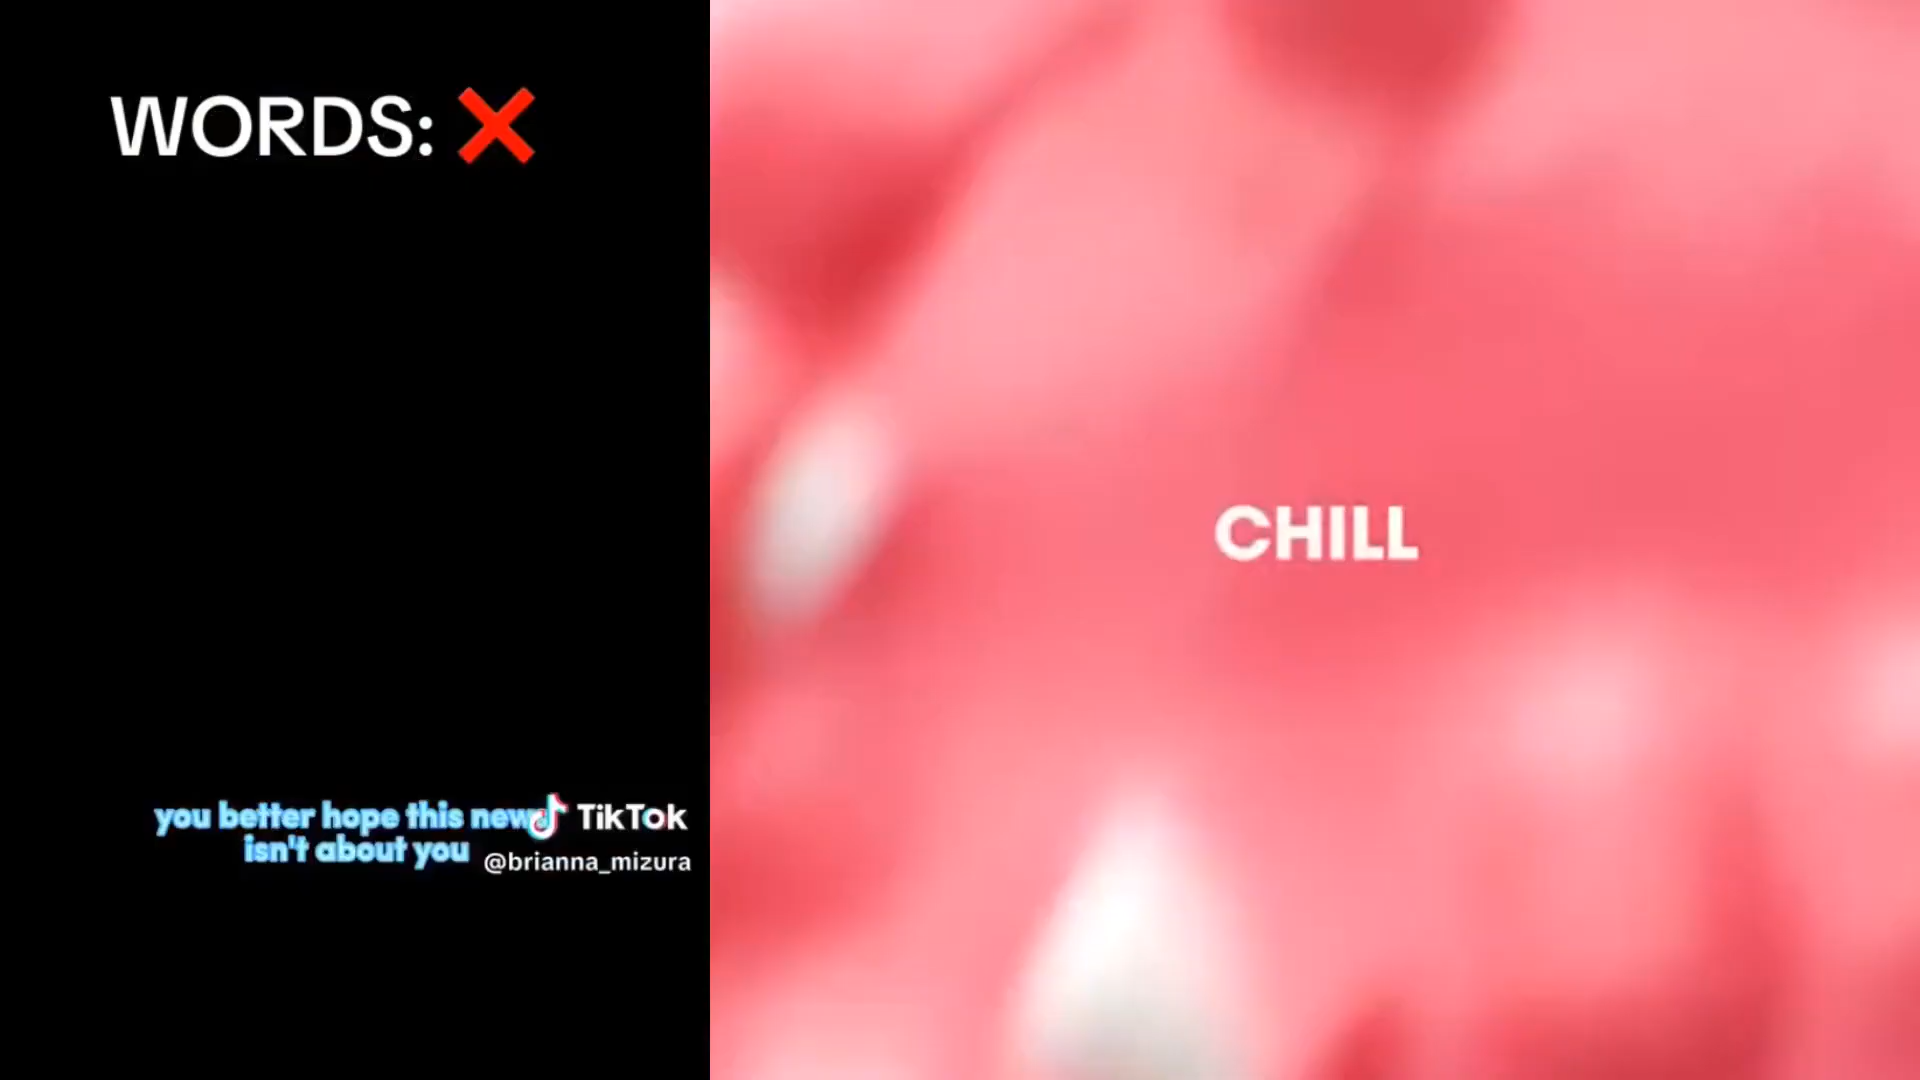 WORDS: ❌
CHILL
you better hope this new
isn't about you
TikTok
@brianna_mizura